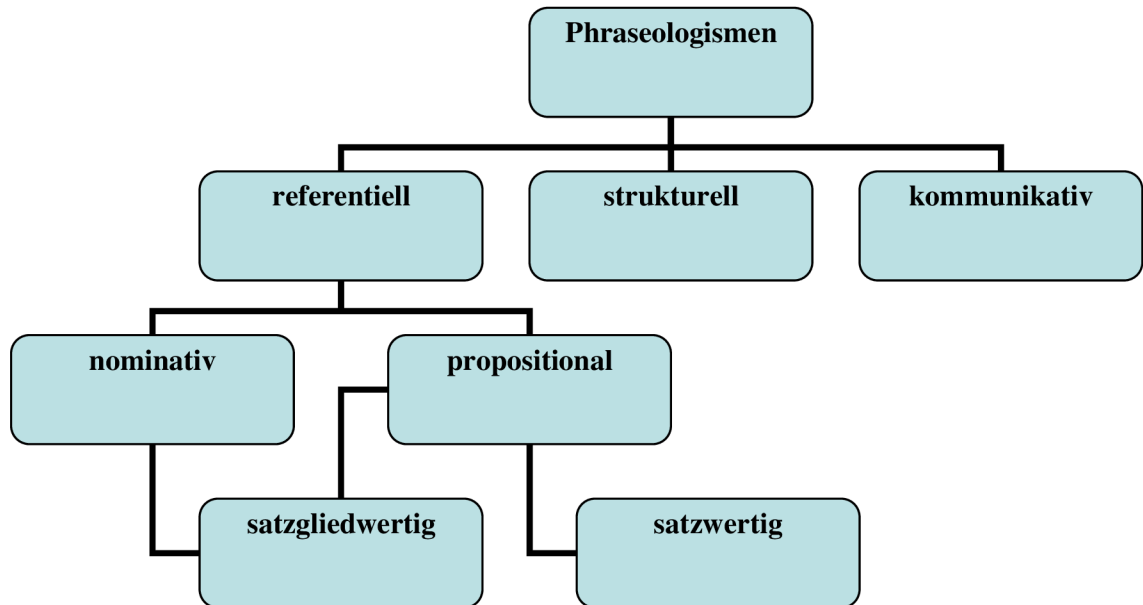 Phraseologismen
referentiell
strukturell
kommunikativ
nominativ
propositional
satzgliedwertig
satzwertig